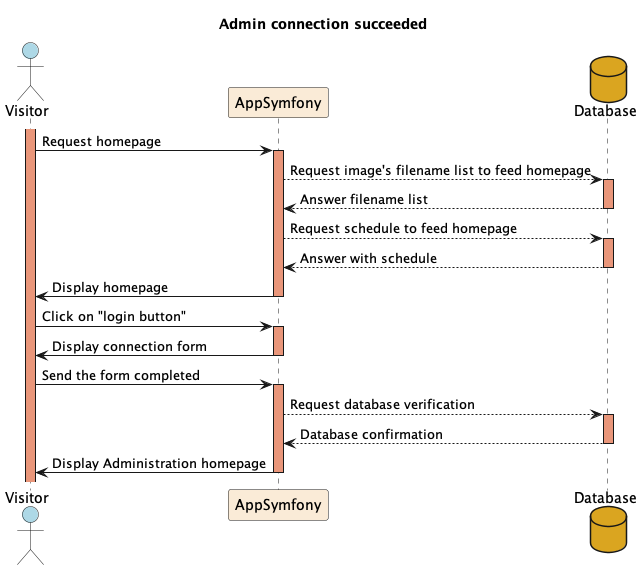 Admin connection succeeded
Visitor
AppSymfony
Database
Request homepage
Request image's filename list to feed homepage
Answer filename list
Request schedule to feed homepage
Answer with schedule
Display homepage
Click on "login button"
Display connection form
Send the form completed
Request database verification
Database confirmation
Display Administration homepage
Visitor
AppSymfony
Database